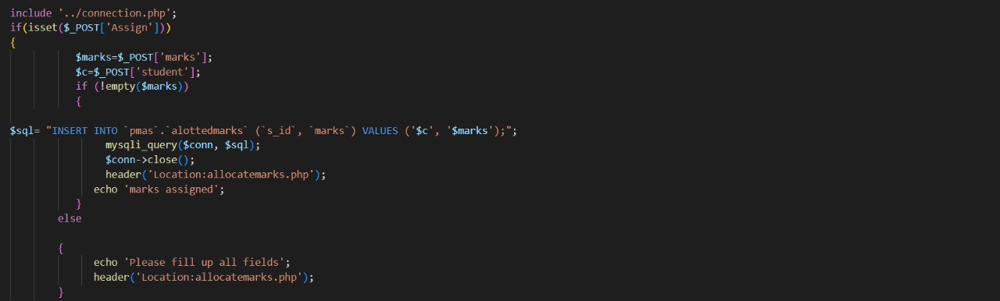 include '../connection.php';
if(isset($_POST['Assign']))
{
$marks=$_POST['marks'];
$c=$_POST['student'];
if (!empty($marks))
{
$sql= "INSERT INTO `pmas`.`alottedmarks` (`s_id`, `marks`) VALUES ('$c', '$marks');";
mysqli_query($conn, $sql);
$conn->close();
header('Location:allocatemarks.php');
echo 'marks assigned';
}
else
{
echo 'Please fill up all fields';
header('Location:allocatemarks.php');
}